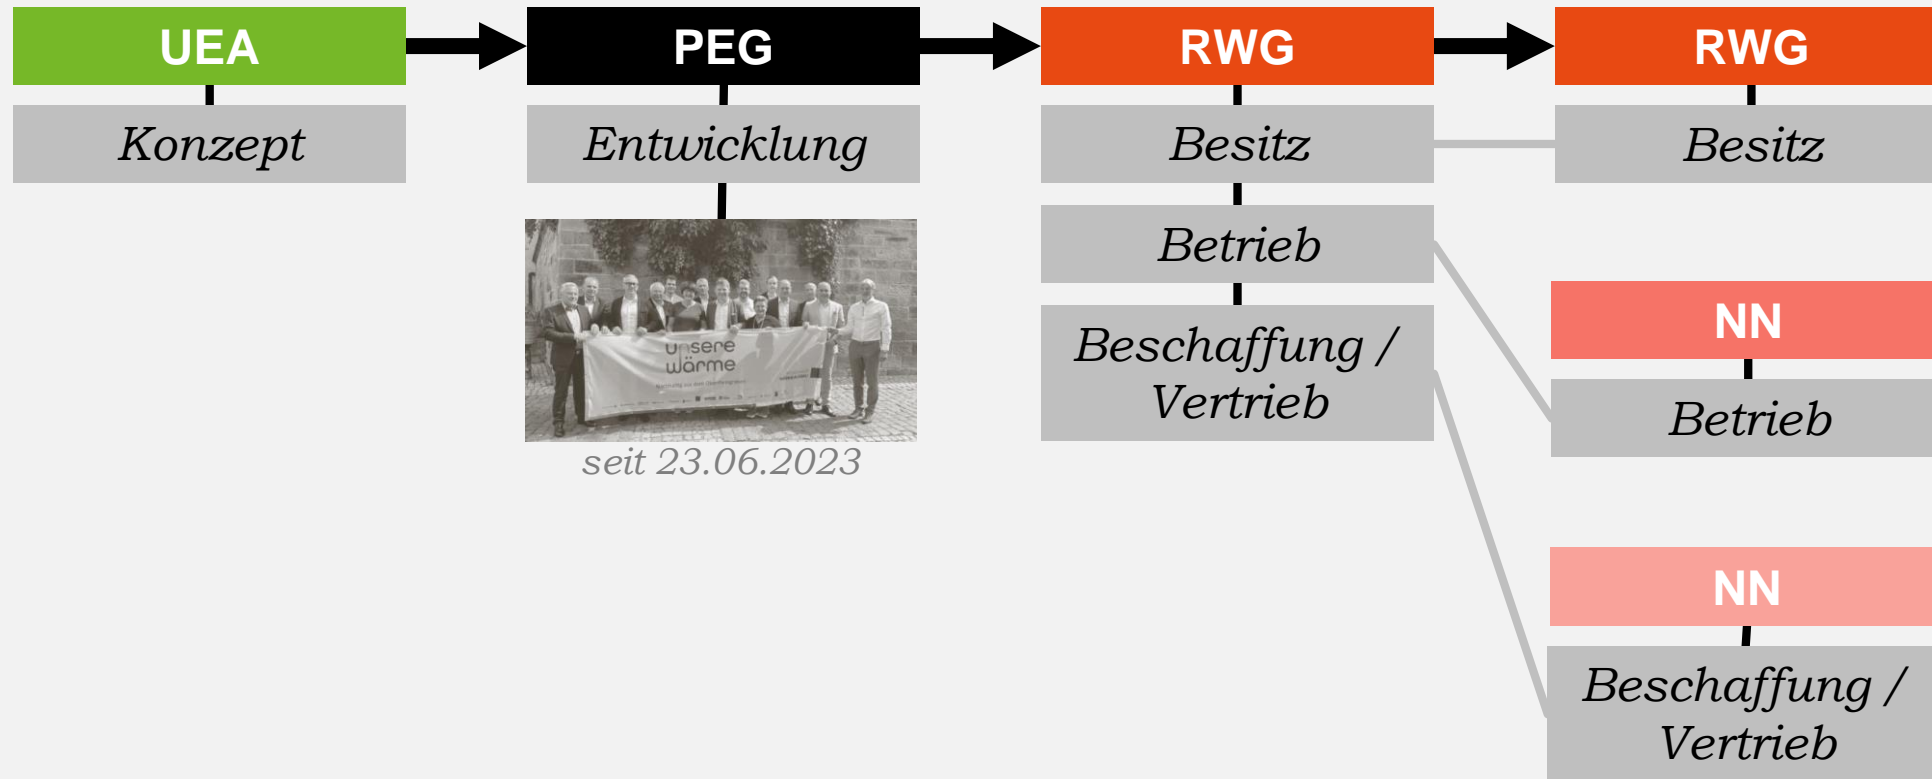 UEA
Konzept
PEG
Entwicklung
unsere
wärme
seit 23.06.2023
RWG
Besitz
Betrieb
Beschaffung /
Vertrieb
RWG
Besitz
NN
Betrieb
NN
Beschaffung /
Vertrieb